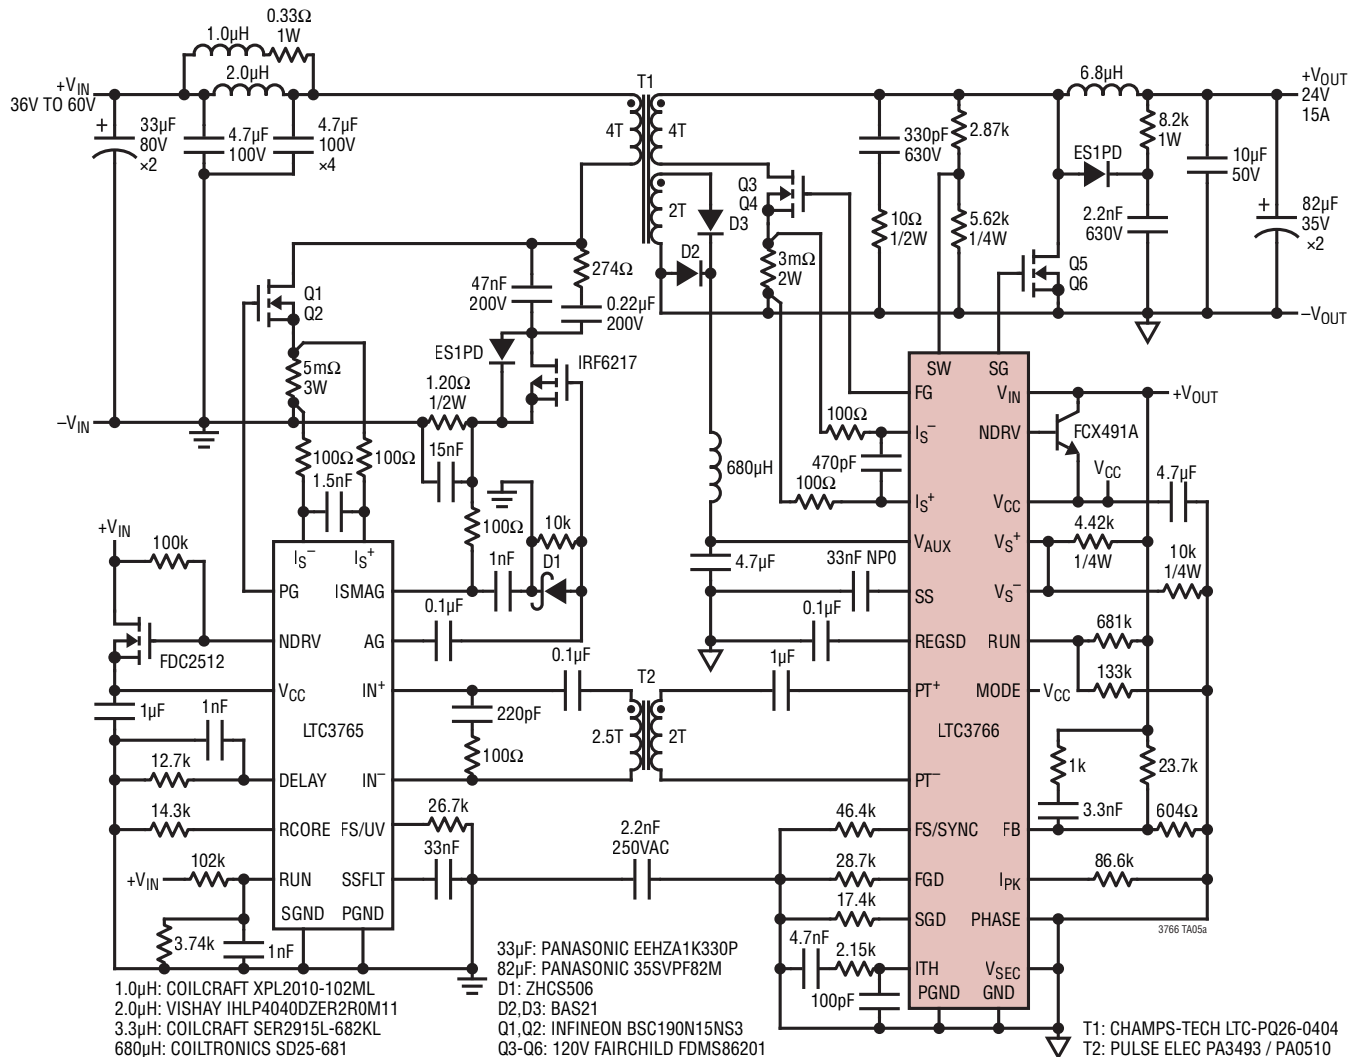 0.33Ω
1W
1.0µH
2.0µH
+VIN
36V TO 60V
33µF
80V
×2
4.7µF
100V
4.7µF
100V
×4
T1
4T
4T
2T
D3
D2
Q3
Q4
3mΩ
2W
330pF
630V
10Ω
1/2W
2.87k
5.62k
1/4W
6.8µH
ES1PD
8.2k
1W
2.2nF
630V
10µF
50V
82µF
35V
×2
+VOUT
24V
15A
Q5
Q6
–VOUT
Q1
Q2
5mΩ
3W
47nF
200V
274Ω
0.22µF
200V
ES1PD
IRF6217
1.20Ω
1/2W
–VIN
100Ω
100Ω
1.5nF
15nF
100Ω
10k
1nF
D1
0.1µF
680µH
4.7µF
100Ω
470pF
100Ω
33nF NP0
0.1µF
+VIN
100k
FDC2512
1µF
1nF
12.7k
14.3k
102k
+VIN
3.74k
1nF
IS–
IS+
PG
ISMAG
NDRV
AG
VCC
IN+
LTC3765
DELAY
IN–
RCORE
FS/UV
RUN
SSFLT
SGND
PGND
0.1µF
220pF
100Ω
T2
2.5T
2T
1µF
26.7k
33nF
2.2nF
250VAC
46.4k
28.7k
17.4k
4.7nF
2.15k
100pF
SW
SG
FG
VIN
IS–
NDRV
IS+
VCC
VAUX
VS+
SS
VS–
REGSD
RUN
PT+
MODE
LTC3766
PT–
FS/SYNC
FB
FGD
IPK
SGD
PHASE
ITH
VSEC
PGND
GND
+VOUT
FCX491A
VCC
4.7µF
4.42k
1/4W
10k
1/4W
681k
133k
VCC
1k
3.3nF
23.7k
604Ω
86.6k
3766 TA05a
1.0µH: COILCRAFT XPL2010-102ML
2.0µH: VISHAY IHLP4040DZER2R0M11
3.3µH: COILCRAFT SER2915L-682KL
680µH: COILTRONICS SD25-681
33µF: PANASONIC EEHZA1K330P
82µF: PANASONIC 35SVPF82M
D1: ZHCS506
D2,D3: BAS21
Q1,Q2: INFINEON BSC190N15NS3
Q3-Q6: 120V FAIRCHILD FDMS86201
T1: CHAMPS-TECH LTC-PQ26-0404
T2: PULSE ELEC PA3493 / PA0510